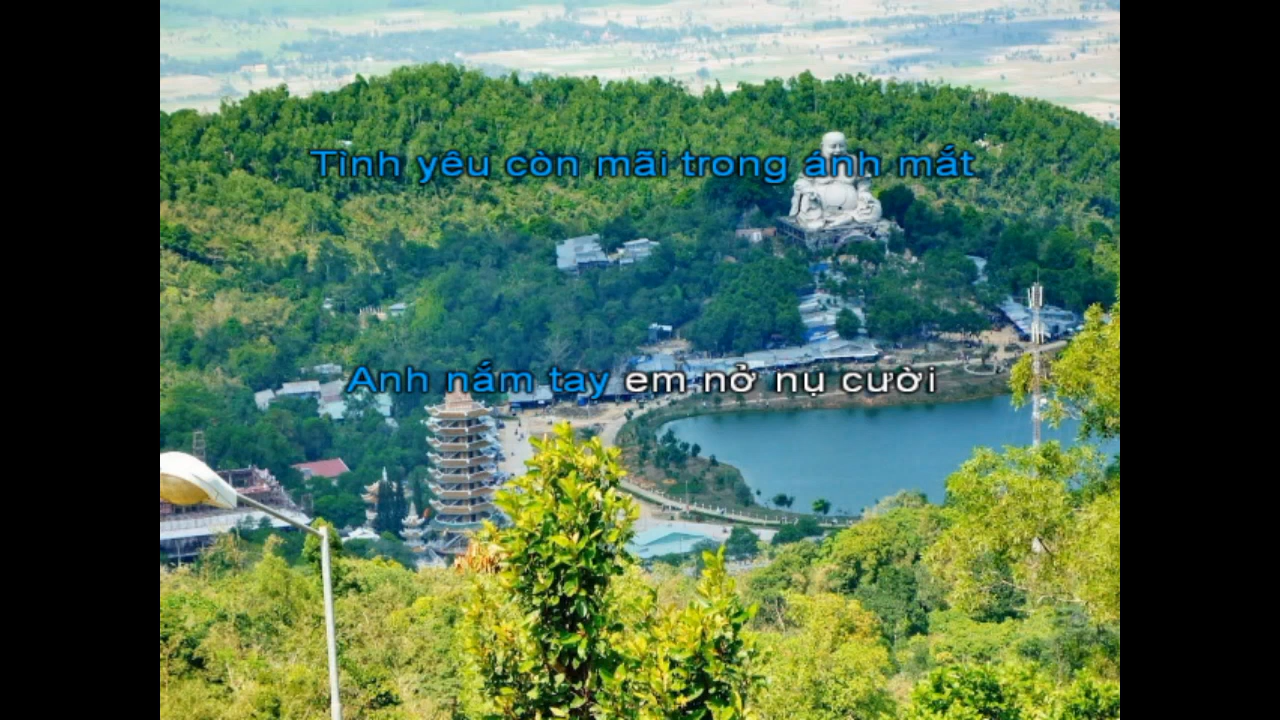 Tình yêu còn mãi trong ánh mắt
Anh nắm tay em nở nụ cười